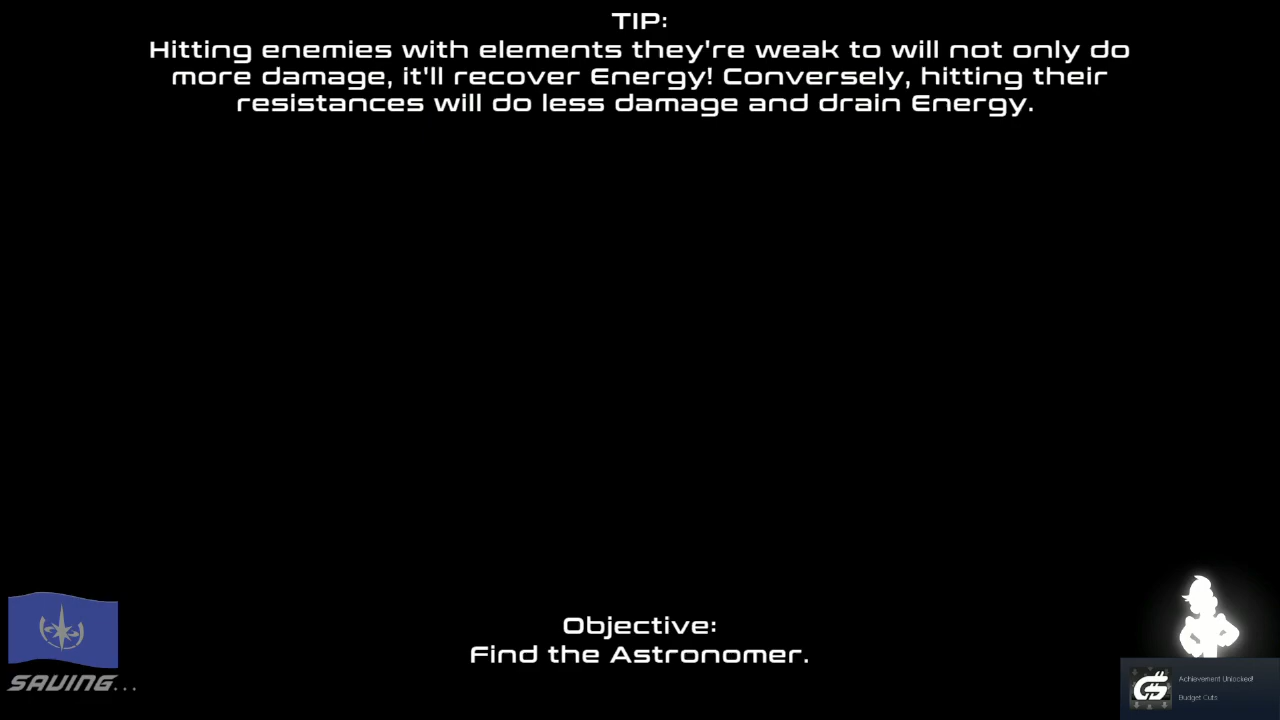 TIP:
Hitting enemies with elements they're weak to will not only do
more damage, it'll recover Energy! Conversely, hitting their
resistances will do less damage and drain Energy.
Objective:
Find the Astronomer.
SAVING...
Achievement Unlocked!
Budget Cuts